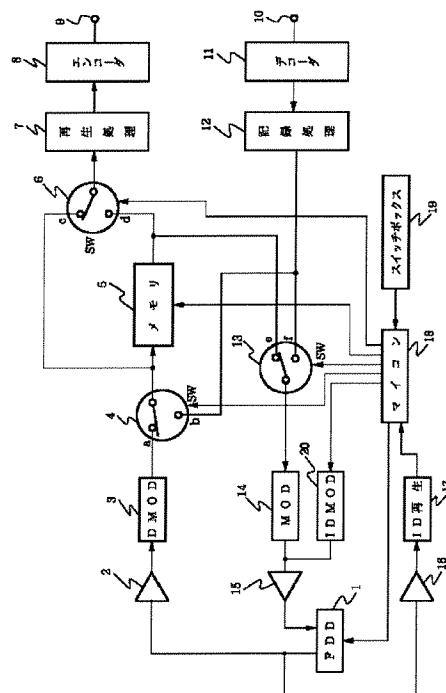 9
エンコーダ
8
再生処理
7
6
c
SW
d
メモリ
5
4
a
SW
b
DMOD
3
2
10
デコーダ
11
記録処理
12
13
e
f
SW
MOD
14
IDMOD
20
15
FDD
1
スイッチボックス
19
マイコン
18
ID再生
17
16